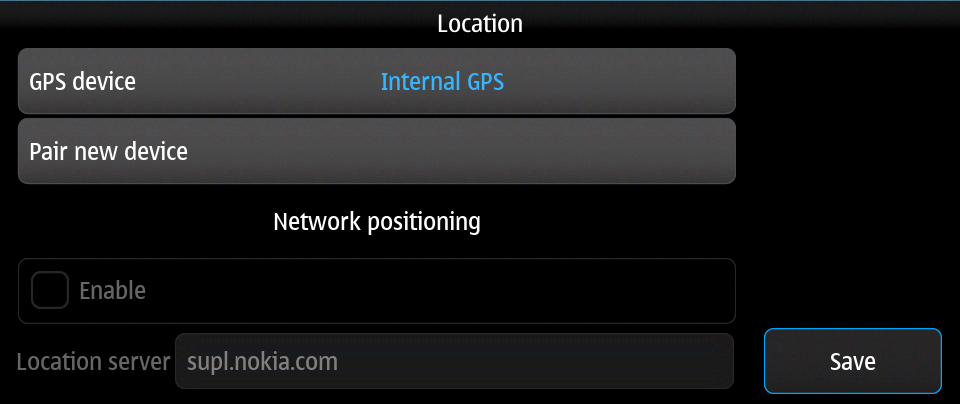 Location
GPS device Internal GPS
Pair new device
Network positioning
Enable
Location server supl.nokia.com
Save